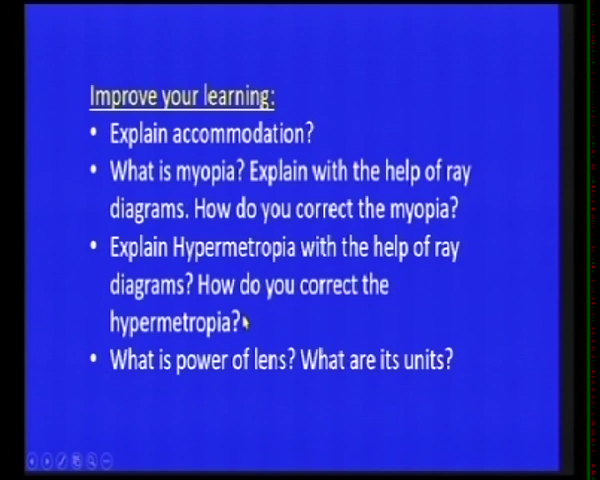 Improve your learning:
• Explain accommodation?
• What is myopia? Explain with the help of ray
diagrams. How do you correct the myopia?
• Explain Hypermetropia with the help of ray
diagrams? How do you correct the
hypermetropia?
• What is power of lens? What are its units?